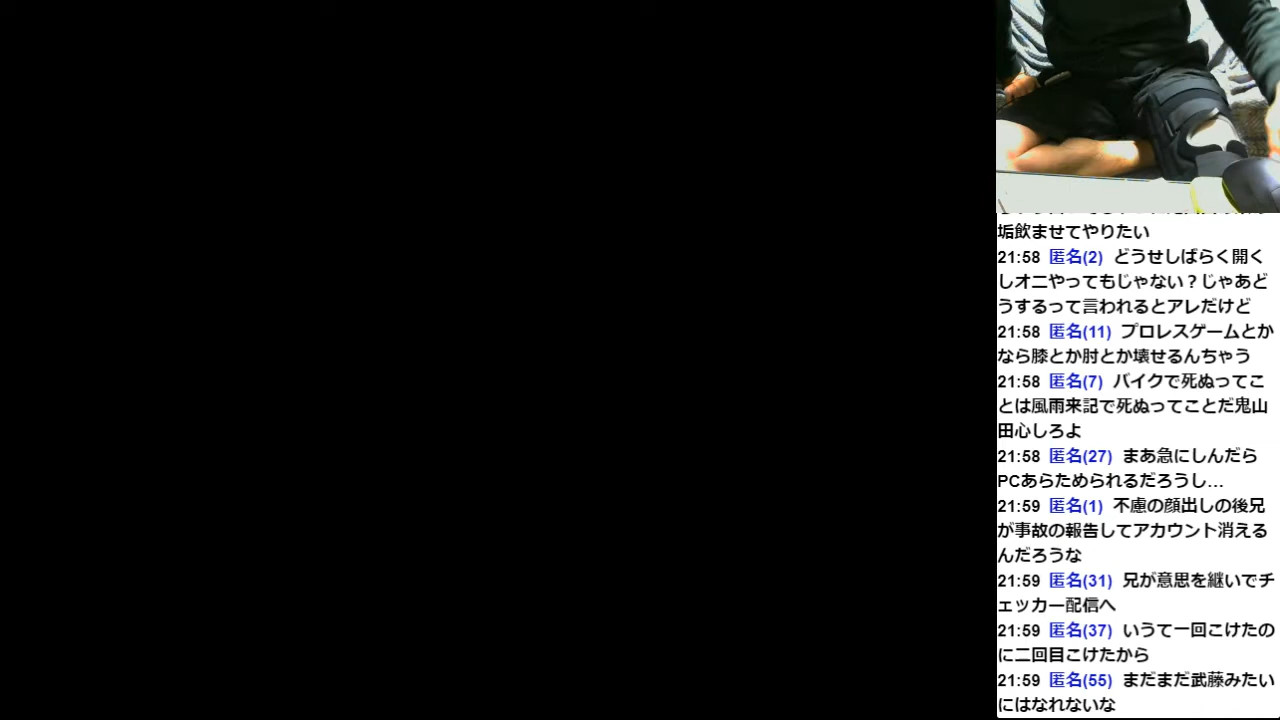 垢飲ませてやりたい
21:58 匿名(2) どうせしばらく開く
しオニやってもじゃない？じゃあど
うするって言われるとアレだけど
21:58 匿名(11) プロレスゲームとか
なら膝とか肘とか壊せるんちゃう
21:58 匿名(7) バイクで死ぬってこ
とは風雨来記で死ぬってことだ鬼山
田心しろよ
21:58 匿名(27) まあ急にしんだら
PCあらためられるだろうし…
21:59 匿名(1) 不慮の顔出しの後兄
が事故の報告してアカウント消える
んだろうな
21:59 匿名(31) 兄が意思を継いでチ
ェッカー配信へ
21:59 匿名(37) いうて一回こけたの
に二回目こけたから
21:59 匿名(55) まだまだ武藤みたい
にはなれないな